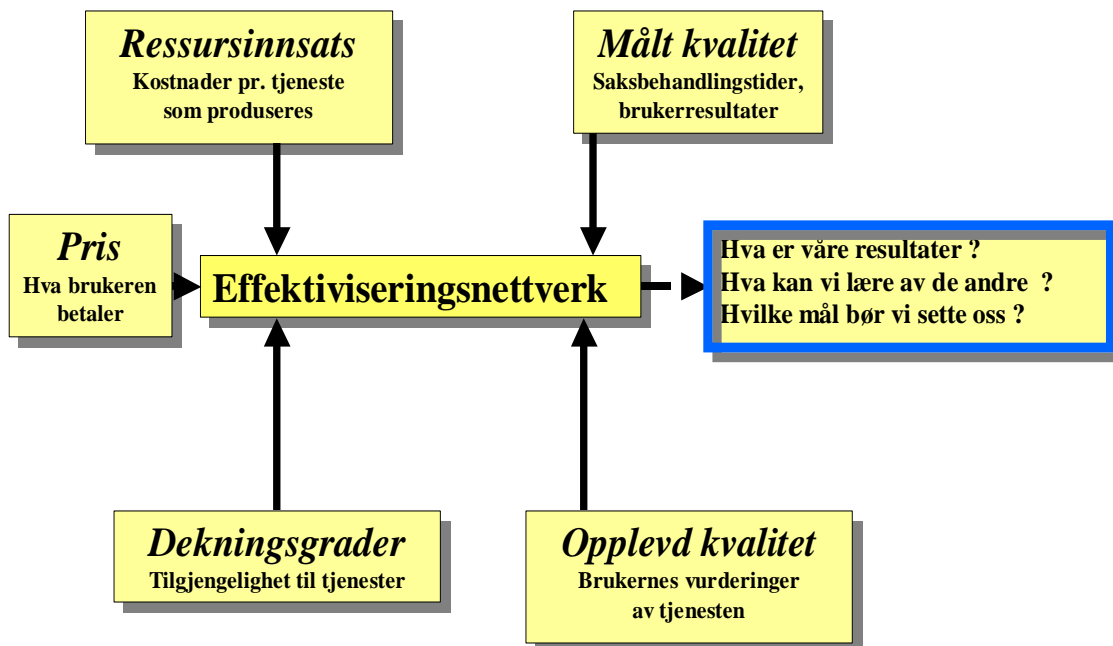 Ressursinnsats
Kostnader pr. tjeneste
som produseres
Målt kvalitet
Saksbehandlingstider,
brukerresultater
Pris
Hva brukeren
betaler
Effektiviseringsnettverk
Hva er våre resultater ?
Hva kan vi lære av de andre ?
Hvilke mål bør vi sette oss ?
Dekningsgrader
Tilgjengelighet til tjenester
Opplevd kvalitet
Brukernes vurderinger
av tjenesten